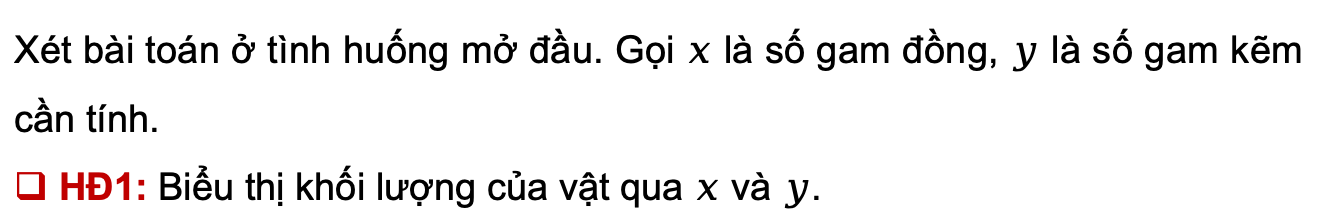 Xét bài toán ở tình huống mở đầu. Gọi x là số gam đồng, y là số gam kẽm
cần tính.
❑ HĐ1: Biểu thị khối lượng của vật qua x và y.